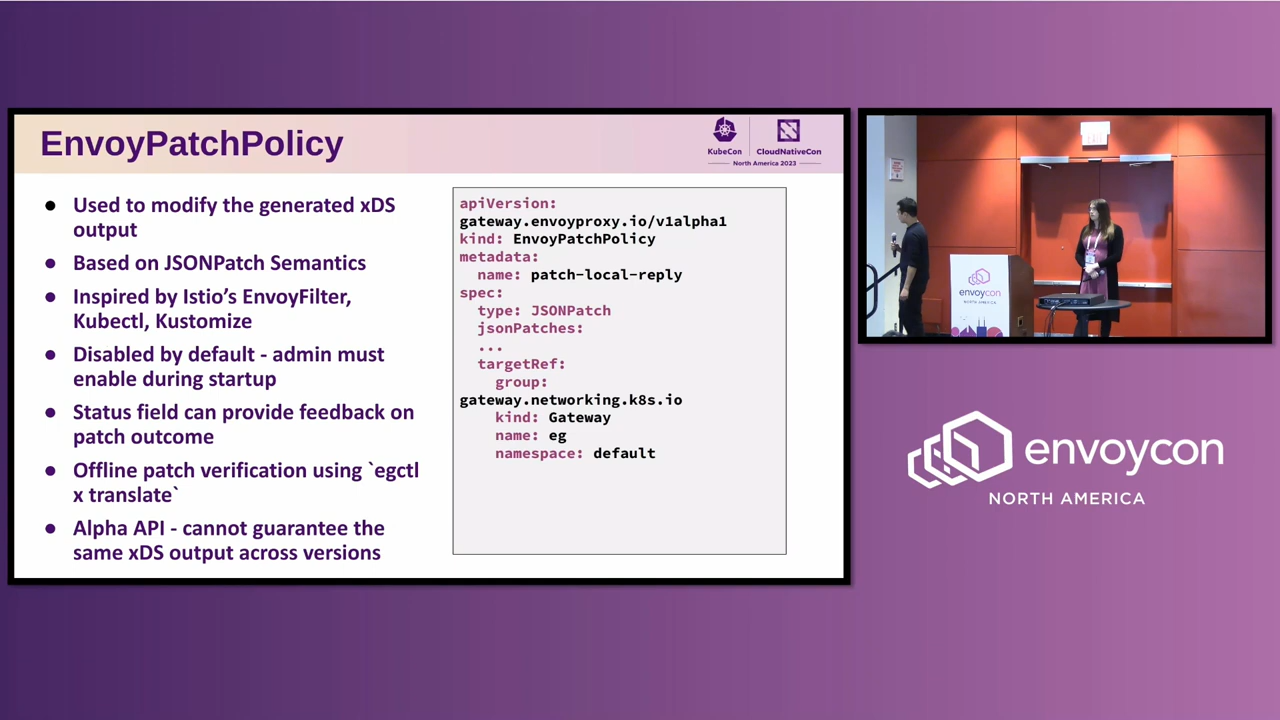 EnvoyPatchPolicy
KubeCon
CloudNativeCon
North America 2023
● Used to modify the generated xDS
output
● Based on JSONPatch Semantics
● Inspired by Istio’s EnvoyFilter,
Kubectl, Kustomize
● Disabled by default - admin must
enable during startup
● Status field can provide feedback on
patch outcome
● Offline patch verification using `egctl
x translate`
● Alpha API - cannot guarantee the
same xDS output across versions
apiVersion:
gateway.envoyproxy.io/v1alpha1
kind: EnvoyPatchPolicy
metadata:
  name: patch-local-reply
spec:
  type: JSONPatch
  jsonPatches:
  ...
  targetRef:
    group:
gateway.networking.k8s.io
    kind: Gateway
    name: eg
    namespace: default
EXIT
envoycon
NORTH AMERICA
envoycon
NORTH AMERICA